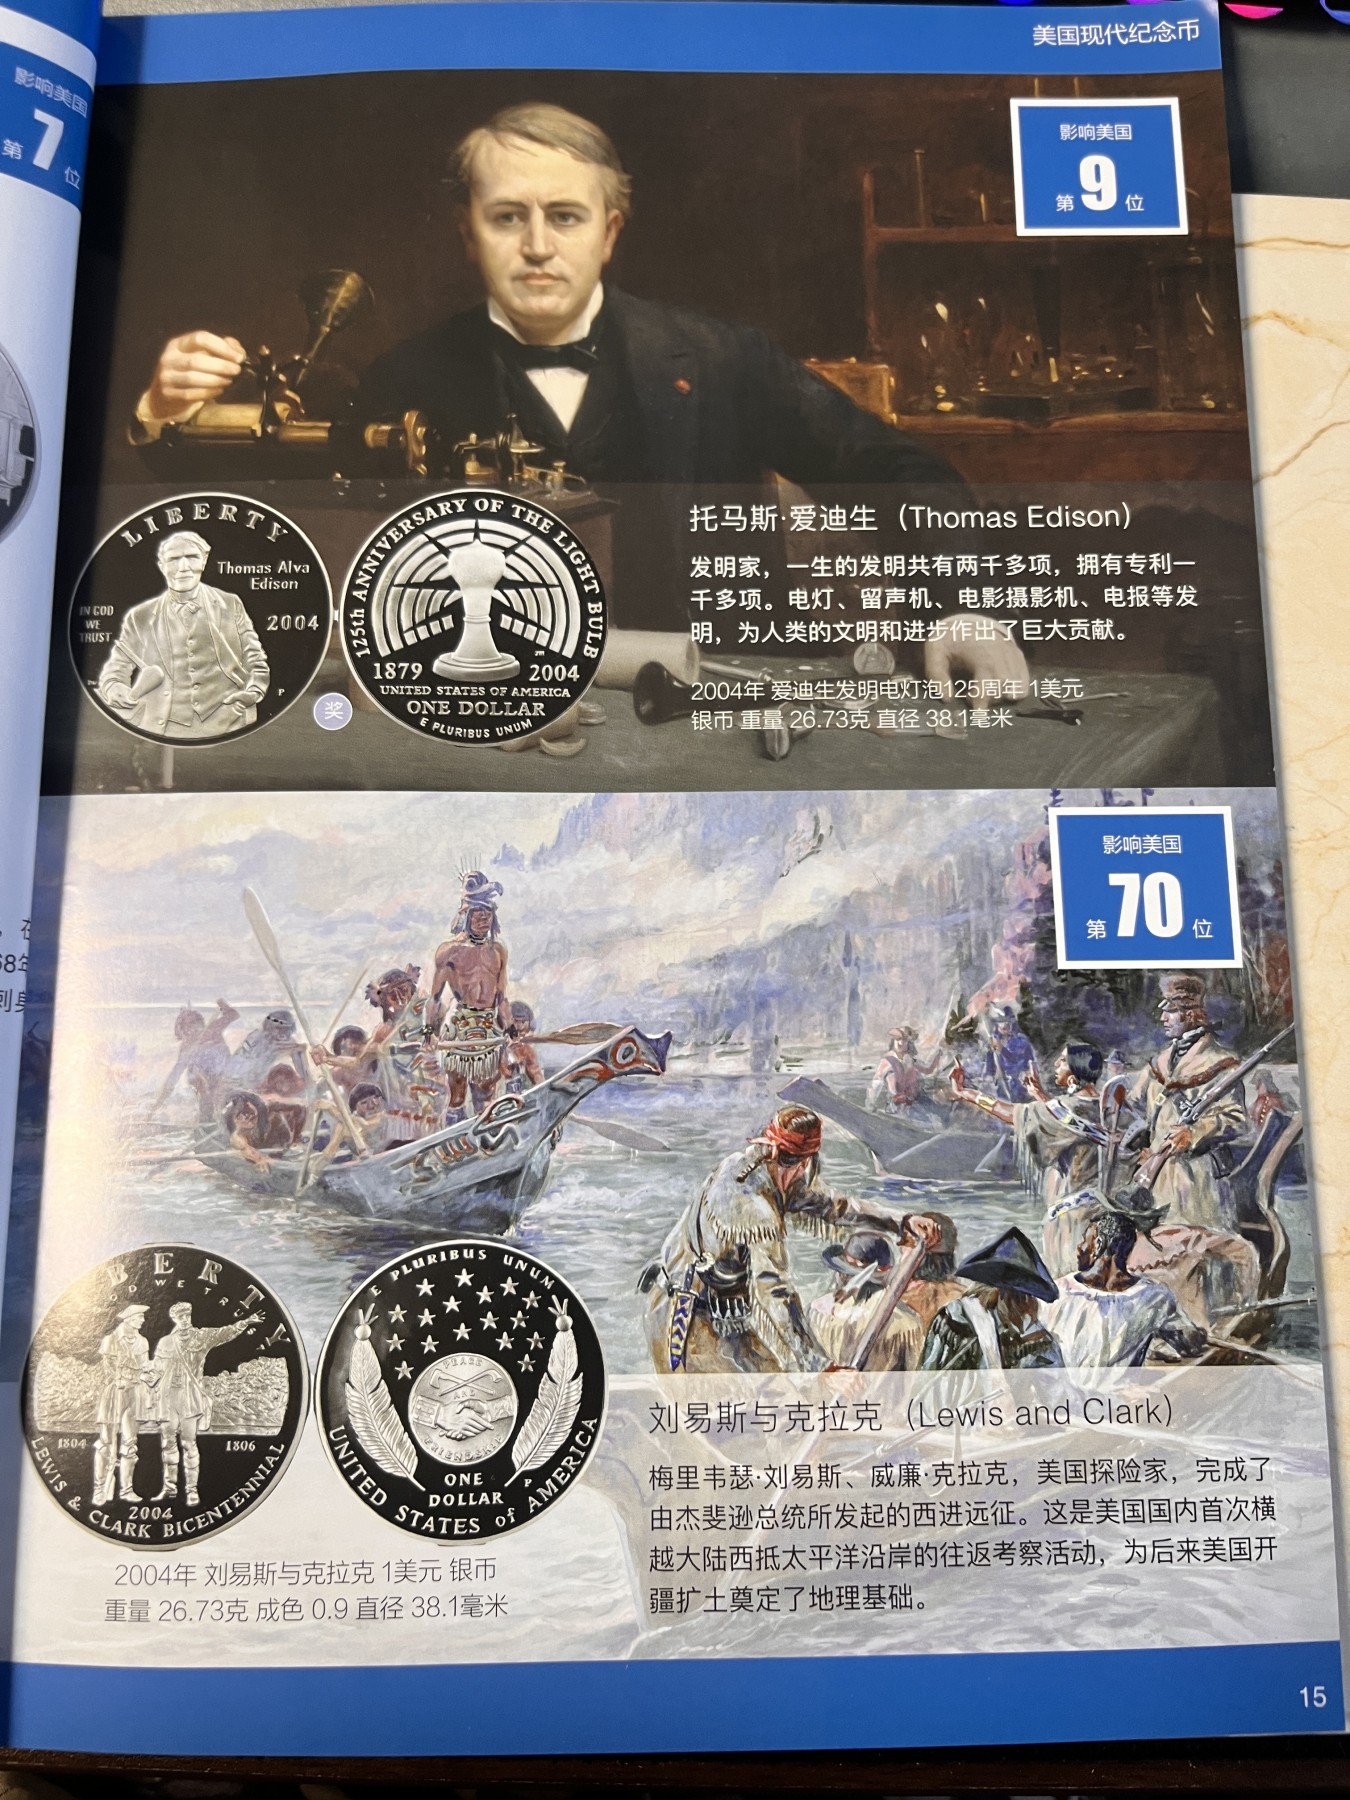 美国现代纪念币
影响美国
第 7 位
影响美国
第 9 位
LIBERTY
Thomas Alva
Edison
IN GOD
WE
TRUST
2004
P
125th ANNIVERSARY OF THE LIGHT BULB
1879 2004
UNITED STATES OF AMERICA
ONE DOLLAR
E PLURIBUS UNUM
奖
托马斯·爱迪生（Thomas Edison）
发明家，一生的发明共有两千多项，拥有专利一
千多项。电灯、留声机、电影摄影机、电报等发
明，为人类的文明和进步作出了巨大贡献。
2004年 爱迪生发明电灯泡125周年 1美元
银币 重量 26.73克 直径 38.1毫米
影响美国
第 70 位
BERTY
OD WE TRUS
1804 1806
2004
LEWIS & CLARK BICENTENNIAL
E PLURIBUS UNUM
PEACE
AND
FRIENDSHIP
ONE
DOLLAR
P
UNITED STATES of AMERICA
2004年 刘易斯与克拉克 1美元 银币
重量 26.73克 成色 0.9 直径 38.1毫米
刘易斯与克拉克（Lewis and Clark）
梅里韦瑟·刘易斯、威廉·克拉克，美国探险家，完成了
由杰斐逊总统所发起的西进远征。这是美国国内首次横
越大陆西抵太平洋沿岸的往返考察活动，为后来美国开
疆扩土奠定了地理基础。
15